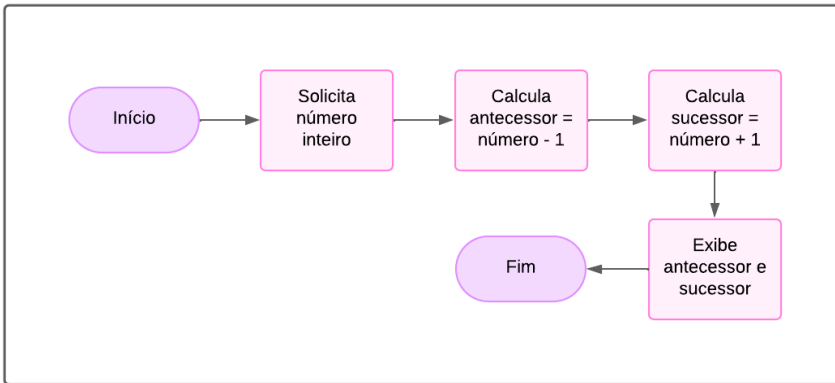 Início
Solicita
número
inteiro
Calcula
antecessor =
número - 1
Calcula
sucessor =
número + 1
Exibe
antecessor e
sucessor
Fim